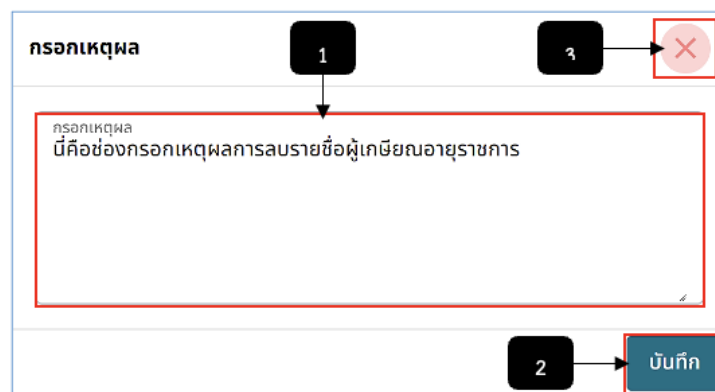 กรอกเหตุผล
1
3
กรอกเหตุผล
นี่คือช่องกรอกเหตุผลการลบรายชื่อผู้เกษียณอายุราชการ
2
บันทึก